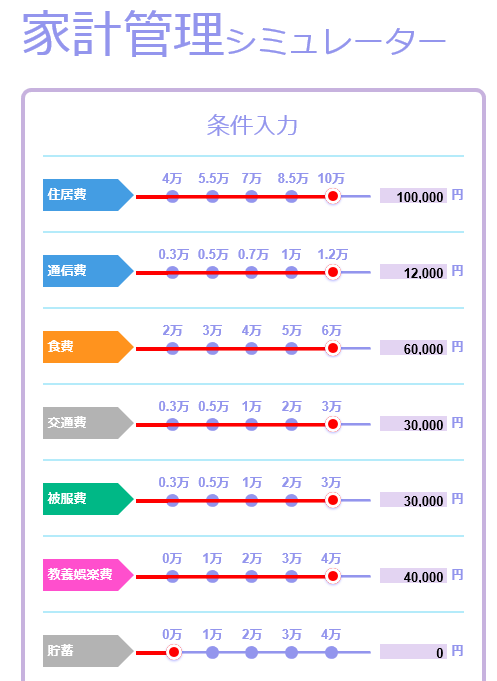 家計管理シミュレーター
条件入力
4万 5.5万 7万 8.5万 10万
住居費 100,000 円
0.3万 0.5万 0.7万 1万 1.2万
通信費 12,000 円
2万 3万 4万 5万 6万
食費 60,000 円
0.3万 0.5万 1万 2万 3万
交通費 30,000 円
0.3万 0.5万 1万 2万 3万
被服費 30,000 円
0万 1万 2万 3万 4万
教養娯楽費 40,000 円
0万 1万 2万 3万 4万
貯蓄 0 円